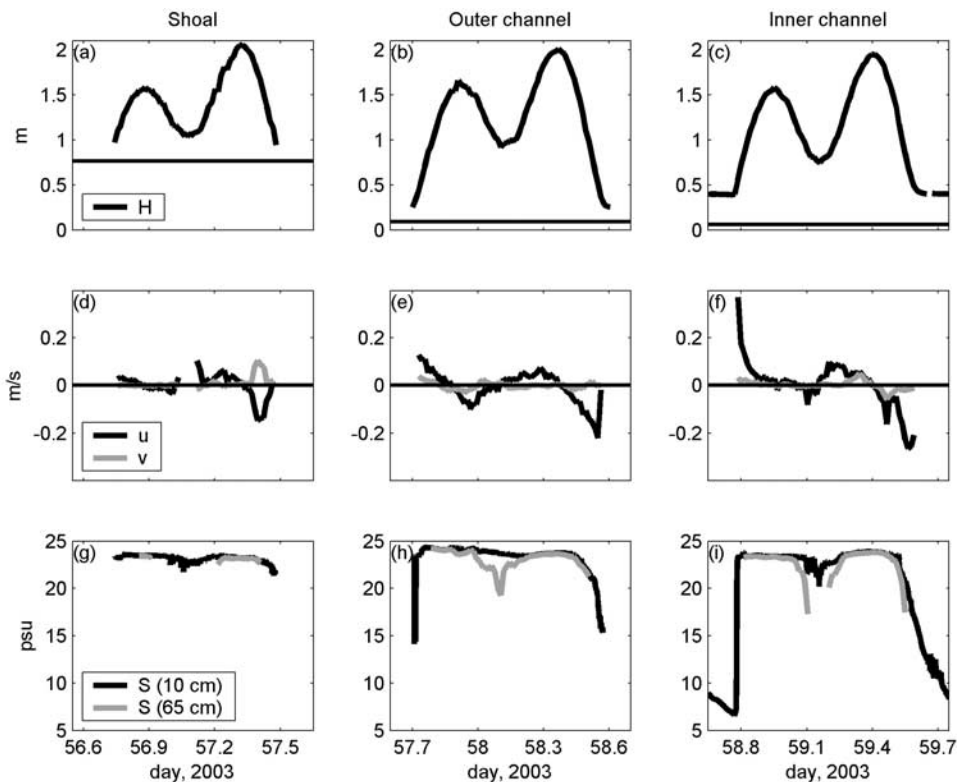 Shoal Outer channel Inner channel
(a) (b) (c)
2 2 2
1.5 1.5 1.5
m
1 1 1
0.5 0.5 0.5
H
0 0 0
(d) (e) (f)
0.2 0.2 0.2
m/s
0 0 0
u
-0.2 -0.2 -0.2
v
25 25 25
(g) (h) (i)
20 20 20
psu
15 15 15
10 10 10
S (10 cm)
S (65 cm)
5 5 5
56.6 56.9 57.2 57.5 57.7 58 58.3 58.6 58.8 59.1 59.4 59.7
day, 2003 day, 2003 day, 2003